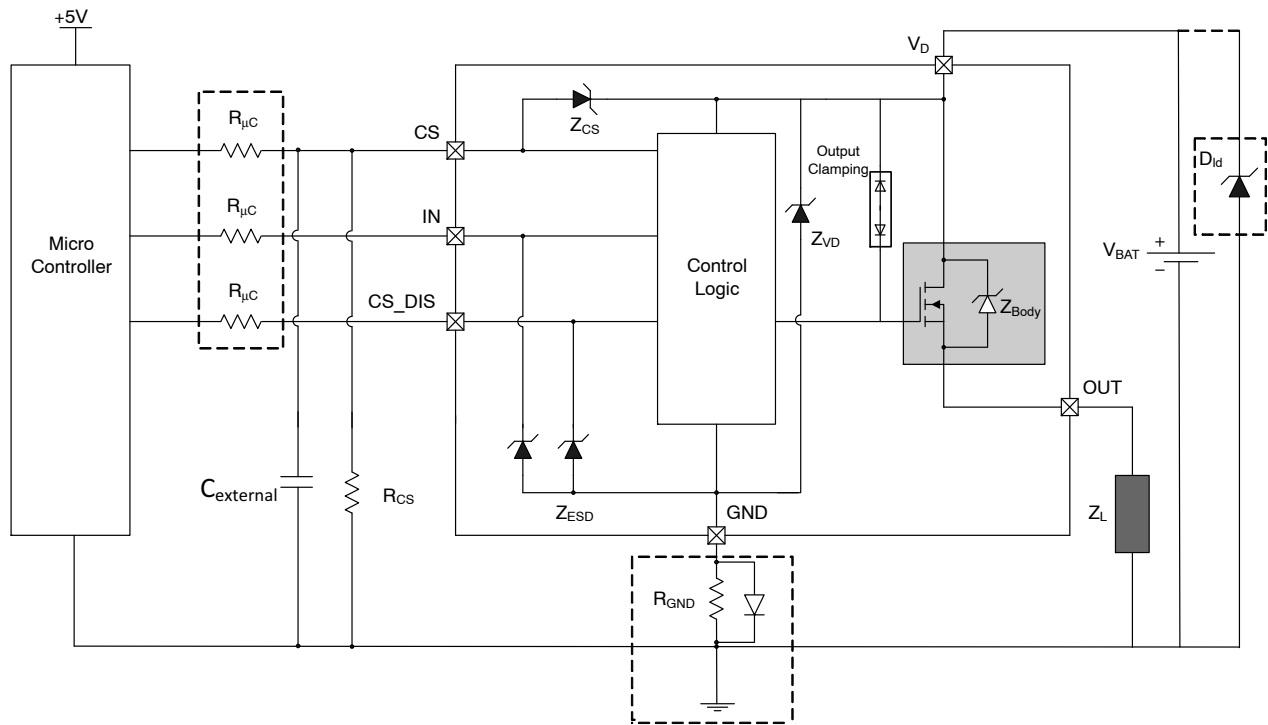 +5V
V_D
R_μC
CS
Z_CS
Output
Clamping
D_ld
R_μC
IN
Z_VD
Micro
Controller
Control
Logic
V_BAT
+
−
R_μC
CS_DIS
Z_Body
OUT
C_external
R_CS
Z_ESD
GND
Z_L
R_GND